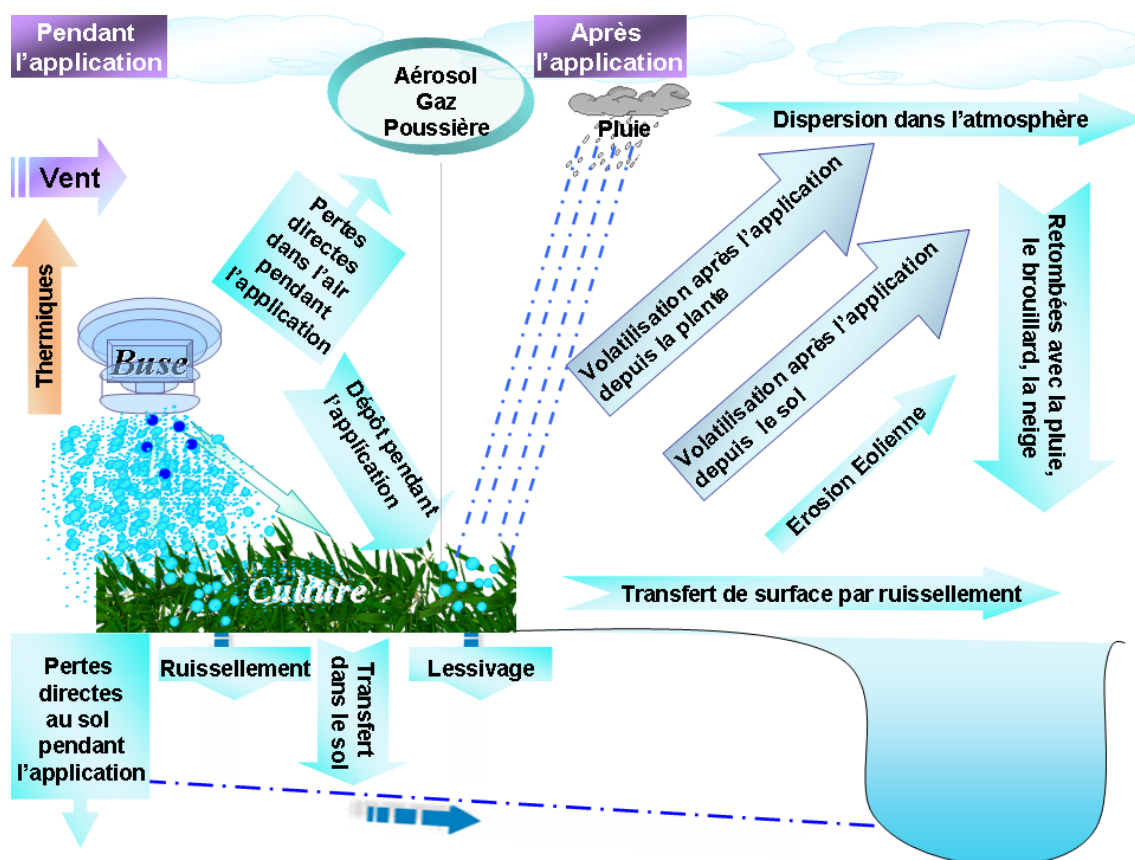 Pendant
l'application
Aérosol
Gaz
Poussière
Après
l'application
Pluie
Dispersion dans l'atmosphère
Vent
Thermiques
Pertes
directes
dans l'air
pendant
l'application
Buse
Dépôt pendant
l'application
Volatilisation après l'application
depuis la plante
Volatilisation après l'application
depuis le sol
Erosion Eolienne
Retombées avec la pluie,
le brouillard, la neige
Culture
Transfert de surface par ruissellement
Pertes
directes
au sol
pendant
l'application
Ruissellement
Transfert
dans le sol
Lessivage